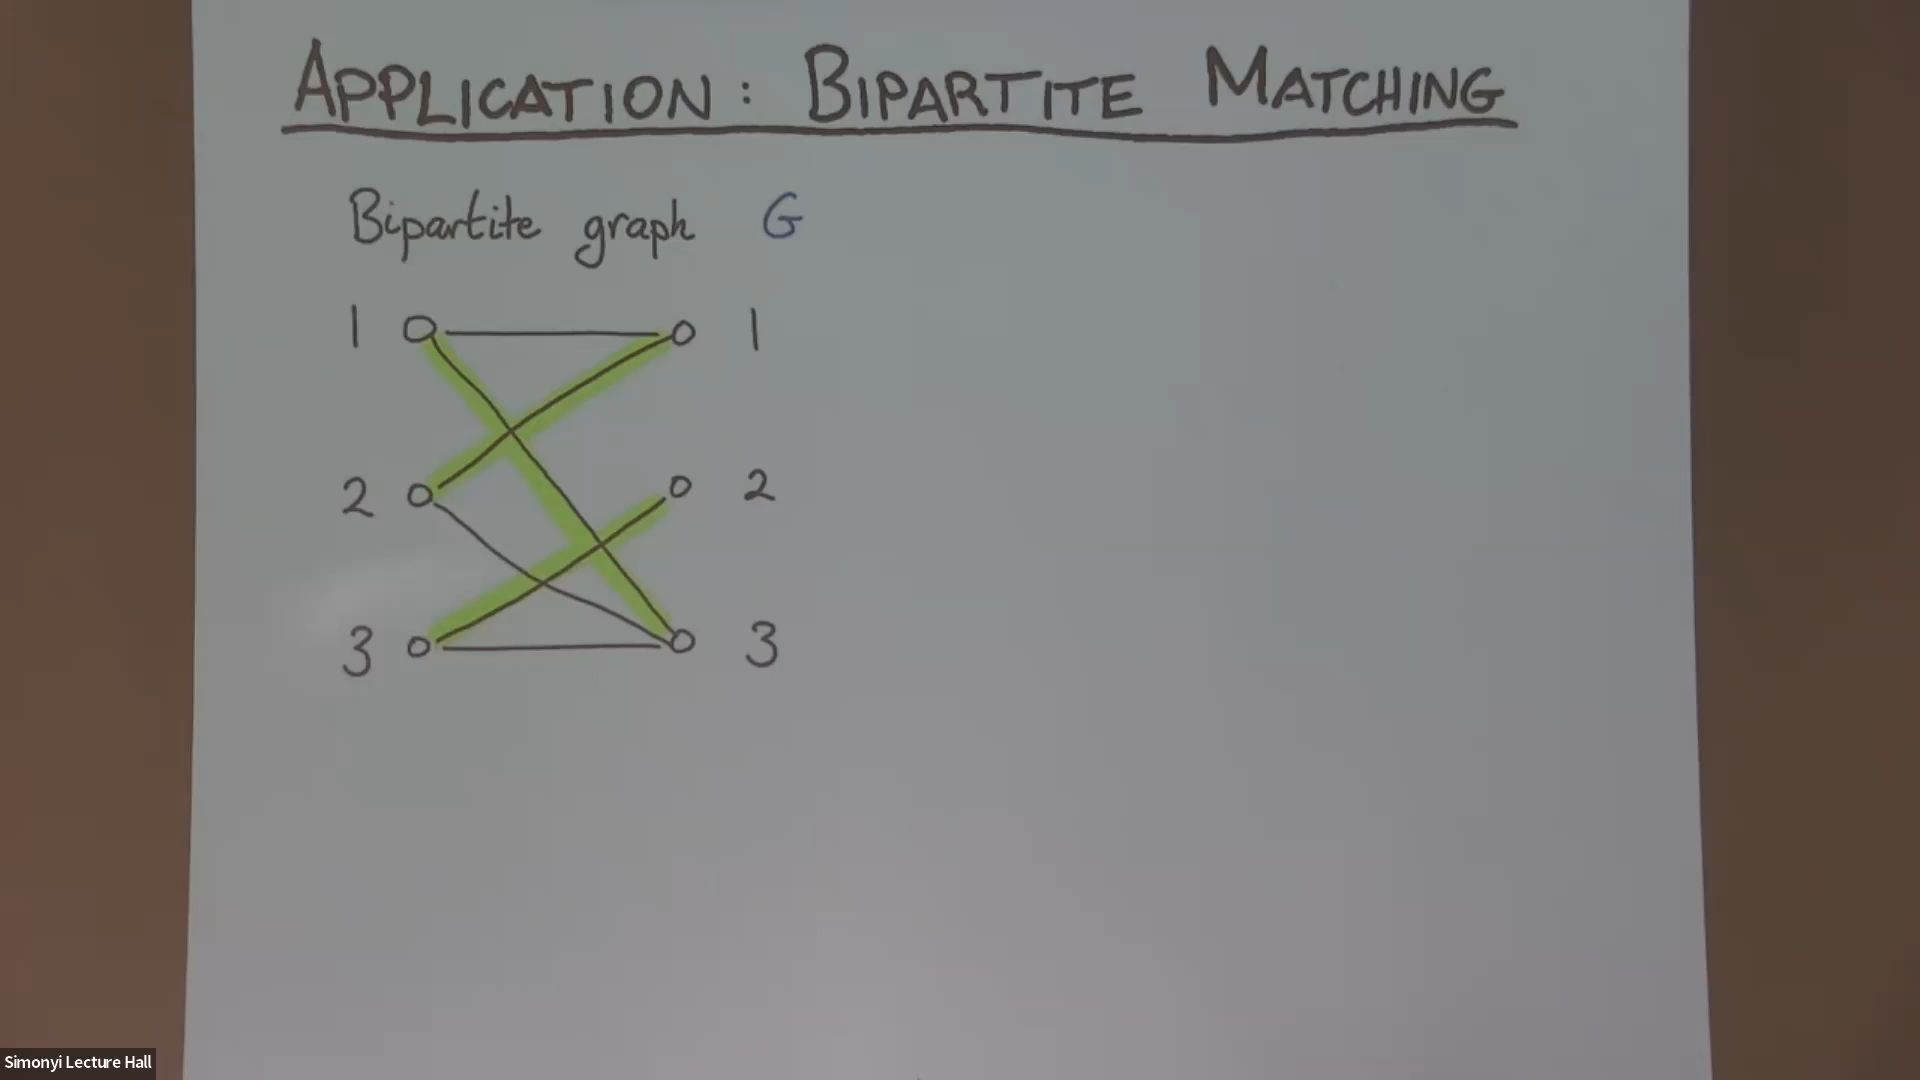 APPLICATION: BIPARTITE MATCHING
Bipartite graph G
1 1
2 2
3 3
Simonyi Lecture Hall